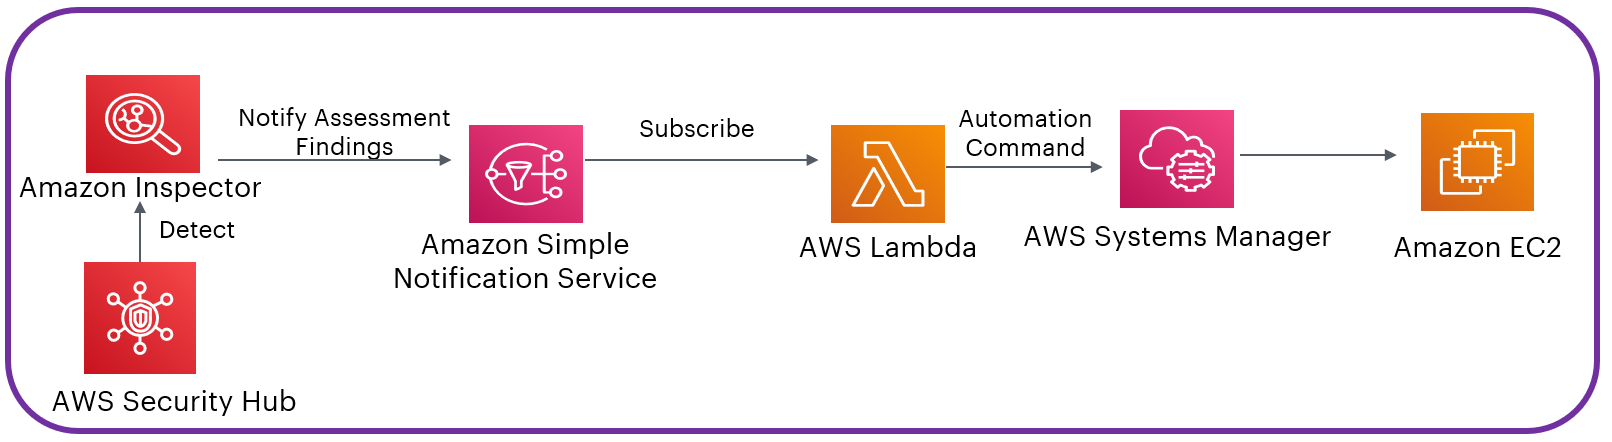 Notify Assessment
Findings
Subscribe
Automation
Command
Amazon Inspector
Detect
Amazon Simple
Notification Service
AWS Lambda
AWS Systems Manager
Amazon EC2
AWS Security Hub